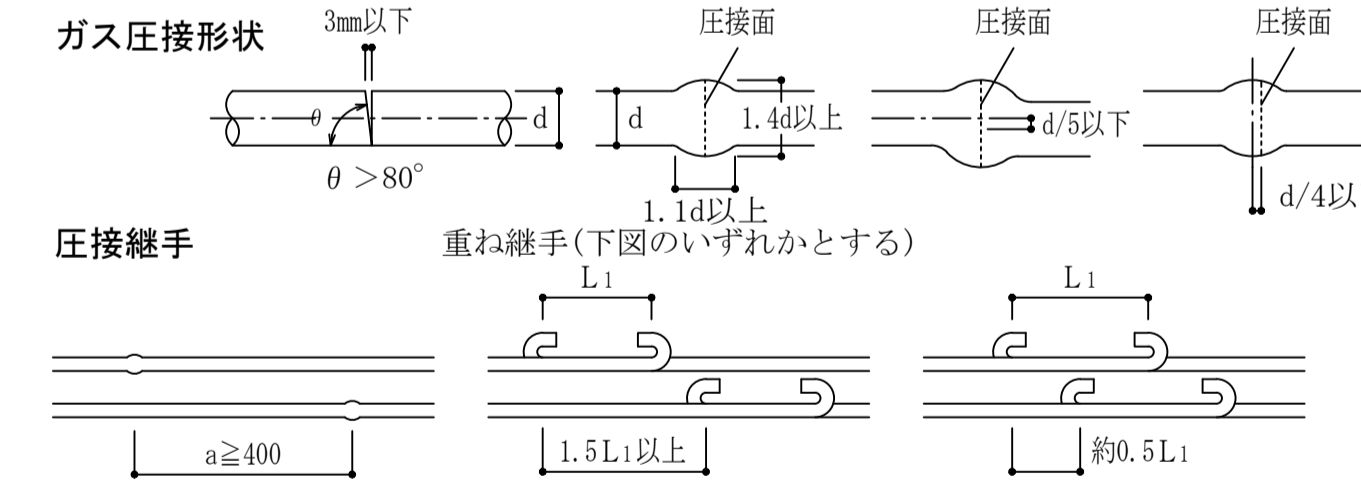 ガス圧接形状
3mm以下
圧接面
圧接面
圧接面
θ
d
d
1.4d以上
d/5以下
θ >80°
1.1d以上
d/4以
圧接継手
重ね継手(下図のいずれかとする)
L1
L1
a≧400
1.5L1以上
約0.5L1